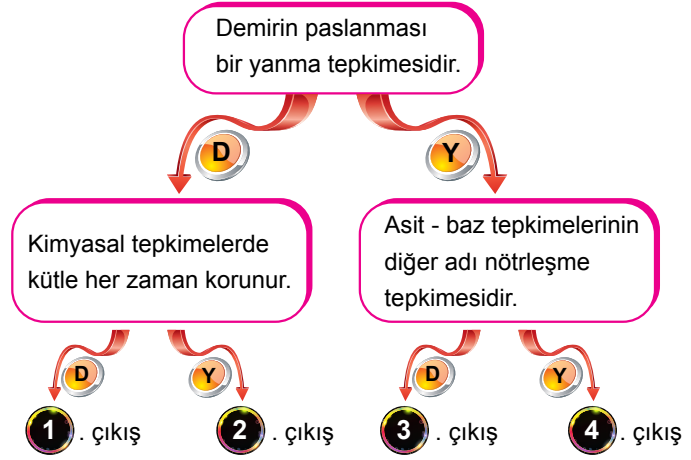 Demirin paslanması
bir yanma tepkimesidir.
D
Y
Kimyasal tepkimelerde
kütle her zaman korunur.
Asit - baz tepkimelerinin
diğer adı nötrleşme
tepkimesidir.
D
Y
D
Y
1 . çıkış
2 . çıkış
3 . çıkış
4 . çıkış